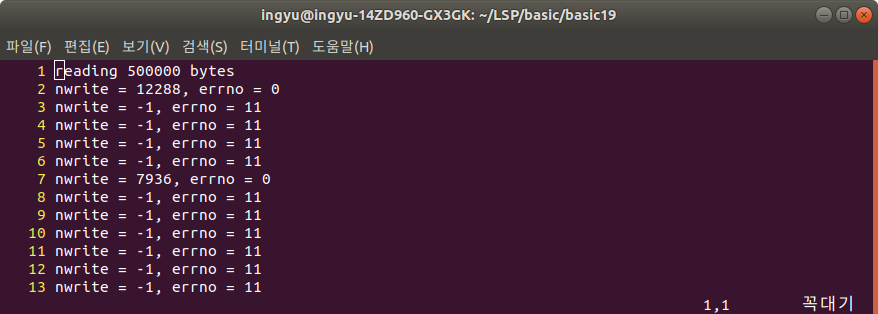 ingyu@ingyu-14ZD960-GX3GK: ~/LSP/basic/basic19
파일(F) 편집(E) 보기(V) 검색(S) 터미널(T) 도움말(H)
1 reading 500000 bytes
2 nwrite = 12288, errno = 0
3 nwrite = -1, errno = 11
4 nwrite = -1, errno = 11
5 nwrite = -1, errno = 11
6 nwrite = -1, errno = 11
7 nwrite = 7936, errno = 0
8 nwrite = -1, errno = 11
9 nwrite = -1, errno = 11
10 nwrite = -1, errno = 11
11 nwrite = -1, errno = 11
12 nwrite = -1, errno = 11
13 nwrite = -1, errno = 11
1,1 꼭대기